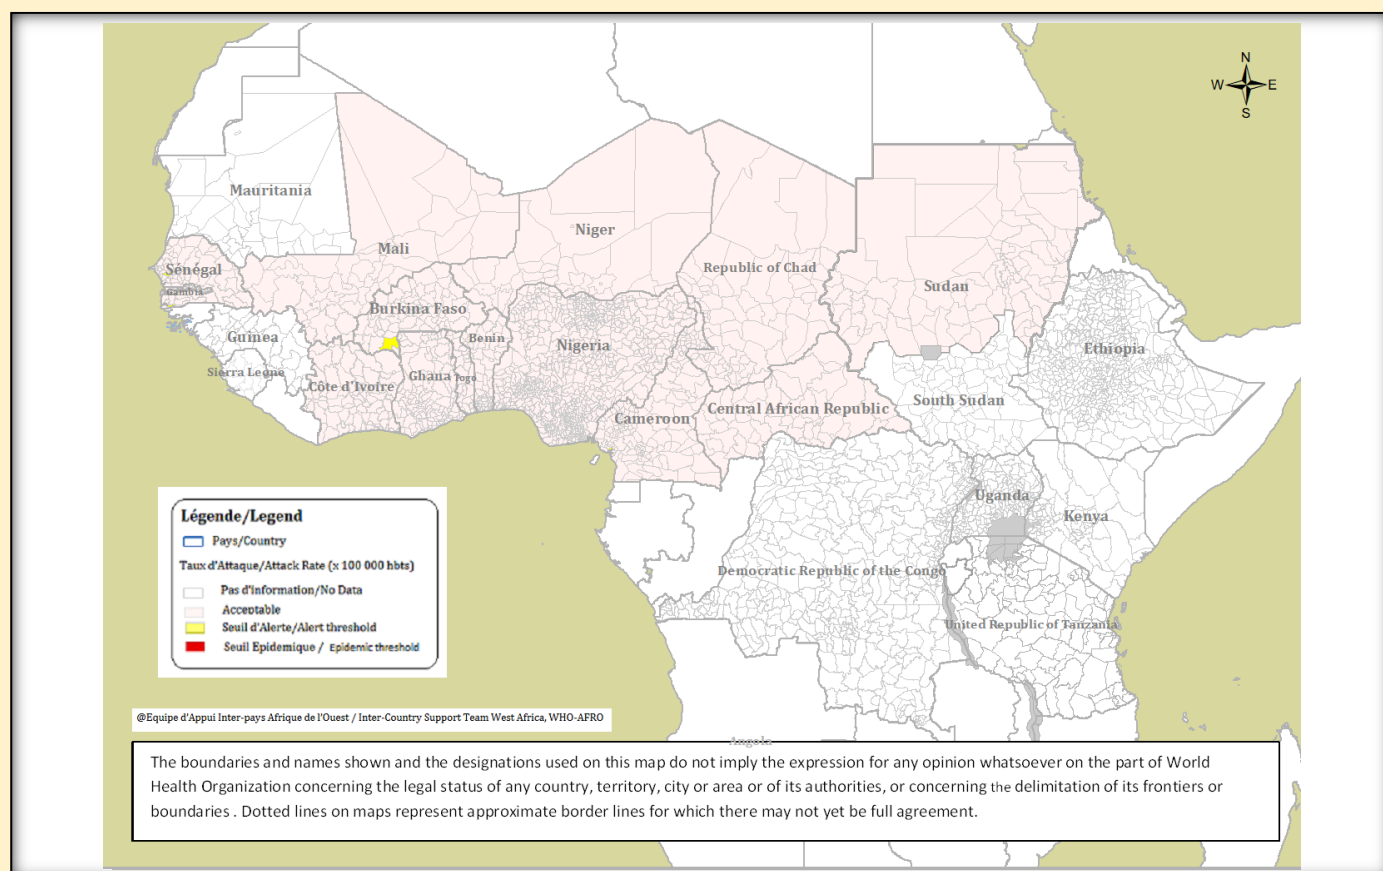 N
W E
S
Mauritania
Mali
Niger
Republic of Chad
Sudan
Sénégal
Gambia
Burkina Faso
Guinea
Benin
Nigeria
Ethiopia
Sierra Leone
Côte d'Ivoire
Ghana
Togo
Cameroon
Central African Republic
South Sudan
Uganda
Kenya
Democratic Republic of the Congo
United Republic of Tanzania
Angola
Légende/Legend
Pays/Country
Taux d'Attaque/Attack Rate (x 100 000 hbts)
Pas d'information/No Data
Acceptable
Seuil d'Alerte/Alert threshold
Seuil Epidemique / Epidemic threshold
@Equipe d'Appui Inter-pays Afrique de l'Ouest / Inter-Country Support Team West Africa, WHO-AFRO
The boundaries and names shown and the designations used on this map do not imply the expression for any opinion whatsoever on the part of World
Health Organization concerning the legal status of any country, territory, city or area or of its authorities, or concerning the delimitation of its frontiers or
boundaries . Dotted lines on maps represent approximate border lines for which there may not yet be full agreement.